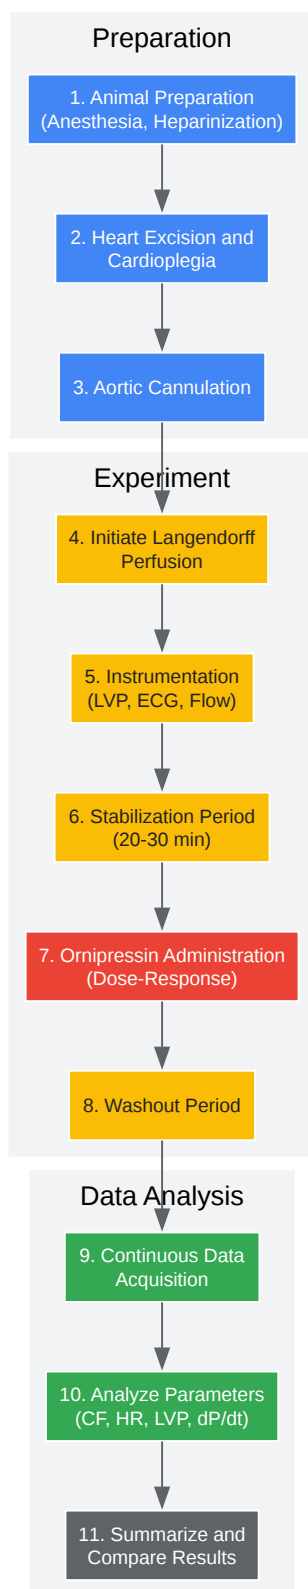 Preparation
1. Animal Preparation
(Anesthesia, Heparinization)
2. Heart Excision and
Cardioplegia
3. Aortic Cannulation
Experiment
4. Initiate Langendorff
Perfusion
5. Instrumentation
(LVP, ECG, Flow)
6. Stabilization Period
(20-30 min)
7. Ornipressin Administration
(Dose-Response)
8. Washout Period
Data Analysis
9. Continuous Data
Acquisition
10. Analyze Parameters
(CF, HR, LVP, dP/dt)
11. Summarize and
Compare Results